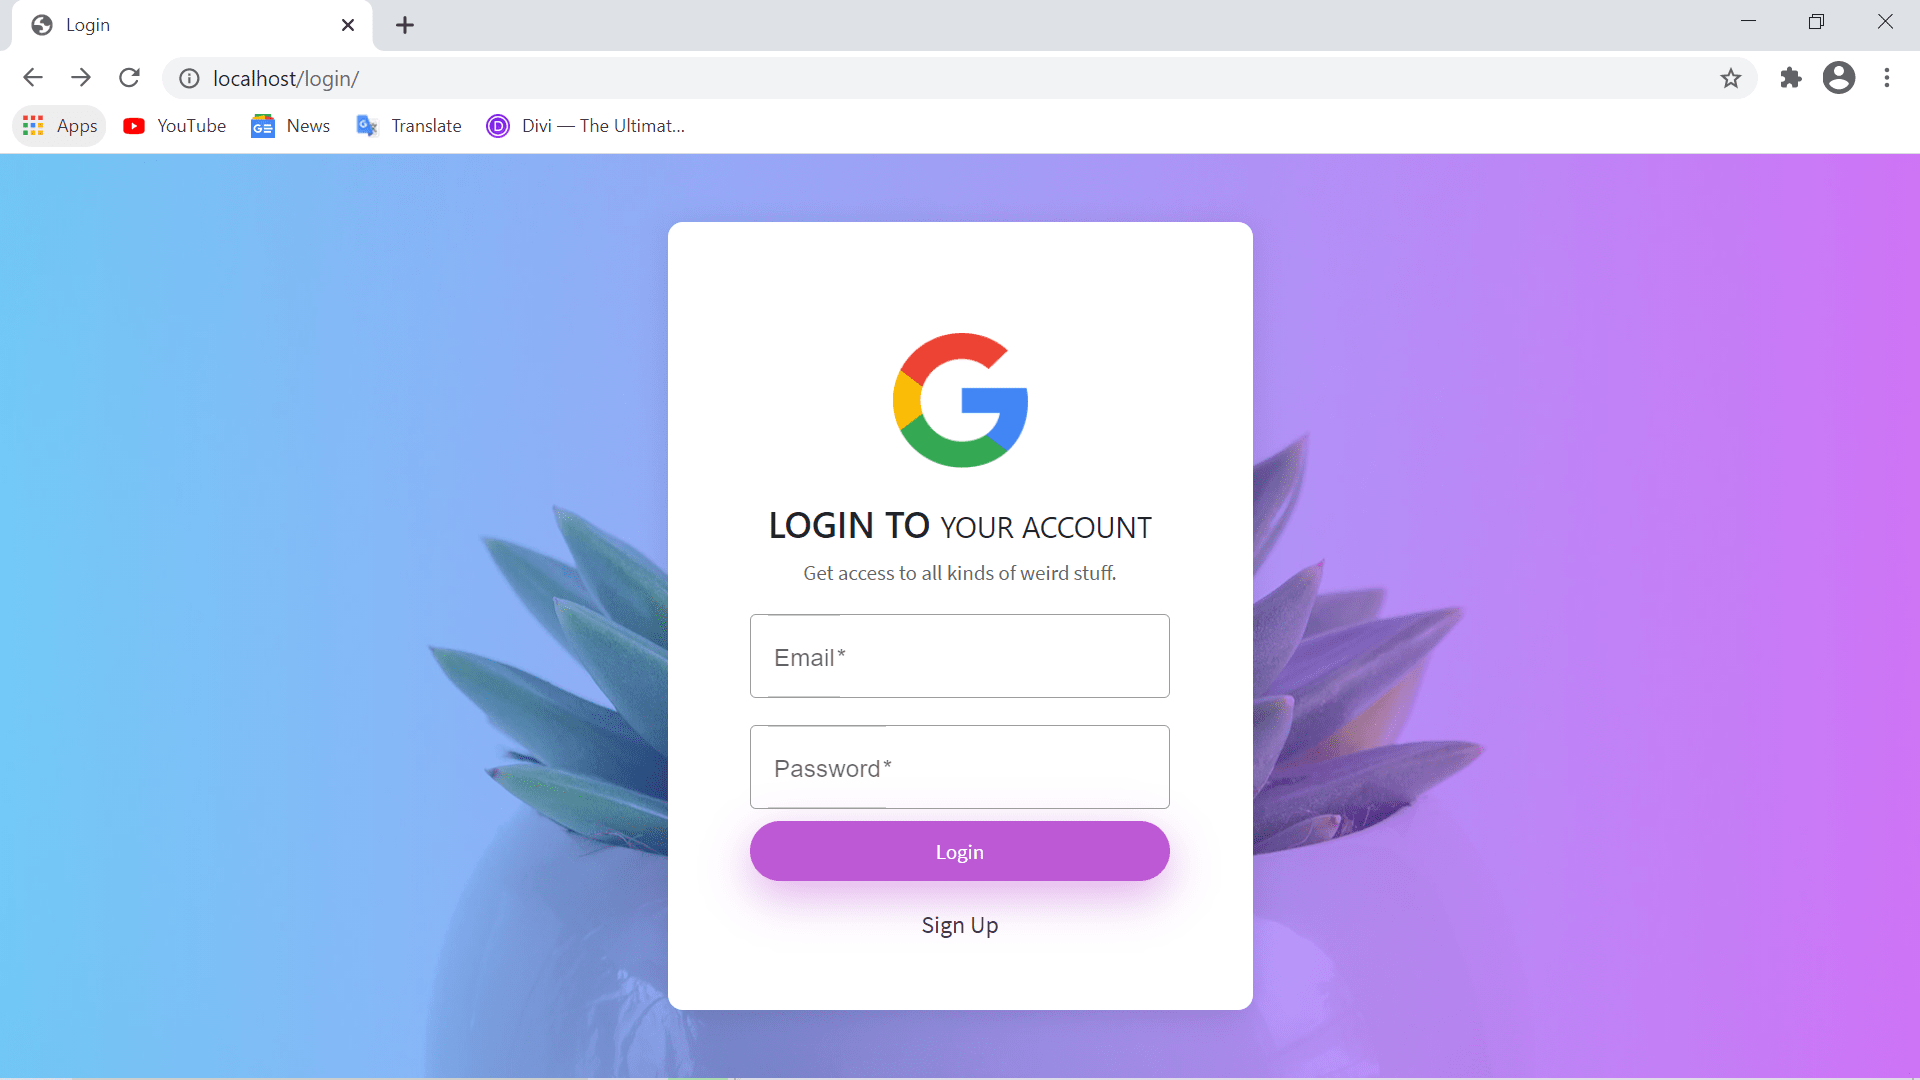 Login
localhost/login/
Apps YouTube News Translate Divi — The Ultimat...
LOGIN TO YOUR ACCOUNT
Get access to all kinds of weird stuff.
Email*
Password*
Login
Sign Up